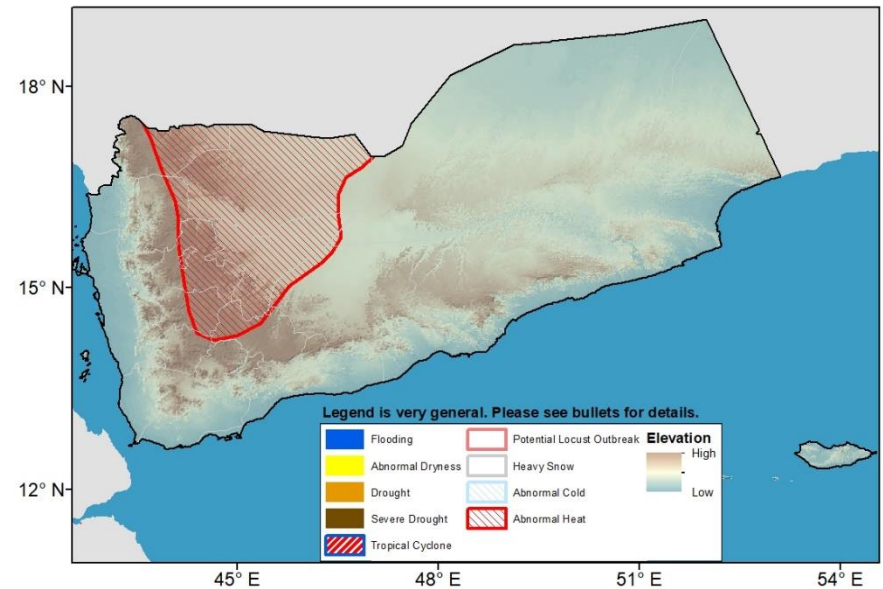 18° N
15° N
12° N
Legend is very general. Please see bullets for details.
Flooding
Abnormal Dryness
Drought
Severe Drought
Tropical Cyclone
Potential Locust Outbreak
Heavy Snow
Abnormal Cold
Abnormal Heat
Elevation
High
Low
45° E
48° E
51° E
54° E